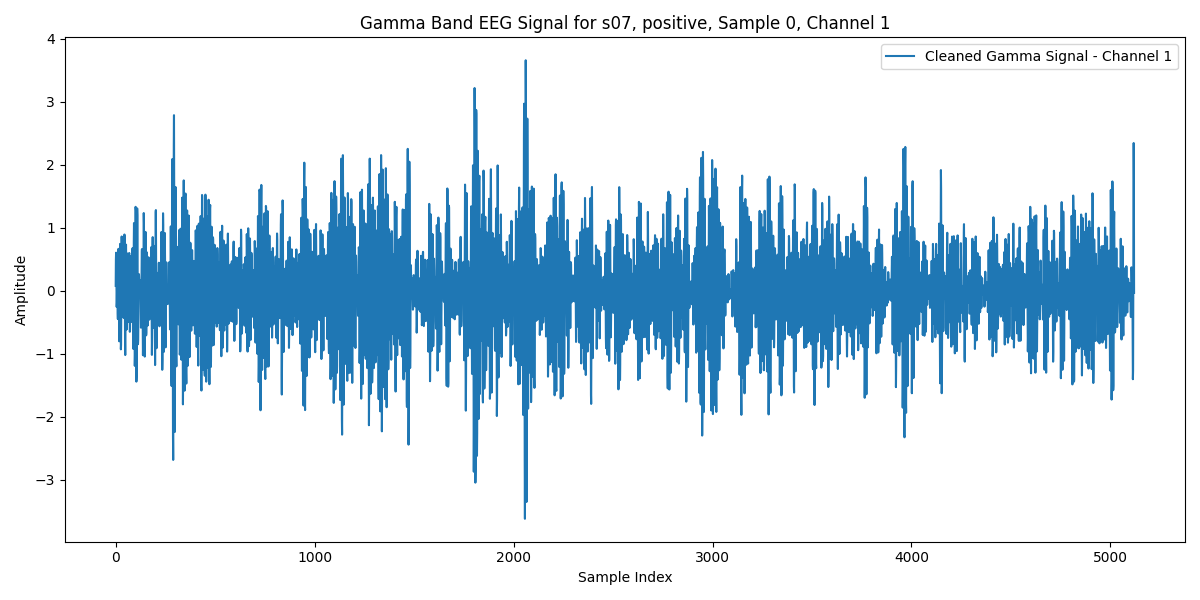 Gamma Band EEG Signal for s07, positive, Sample 0, Channel 1
Cleaned Gamma Signal - Channel 1
Amplitude
4
3
2
1
0
−1
−2
−3
0 1000 2000 3000 4000 5000
Sample Index